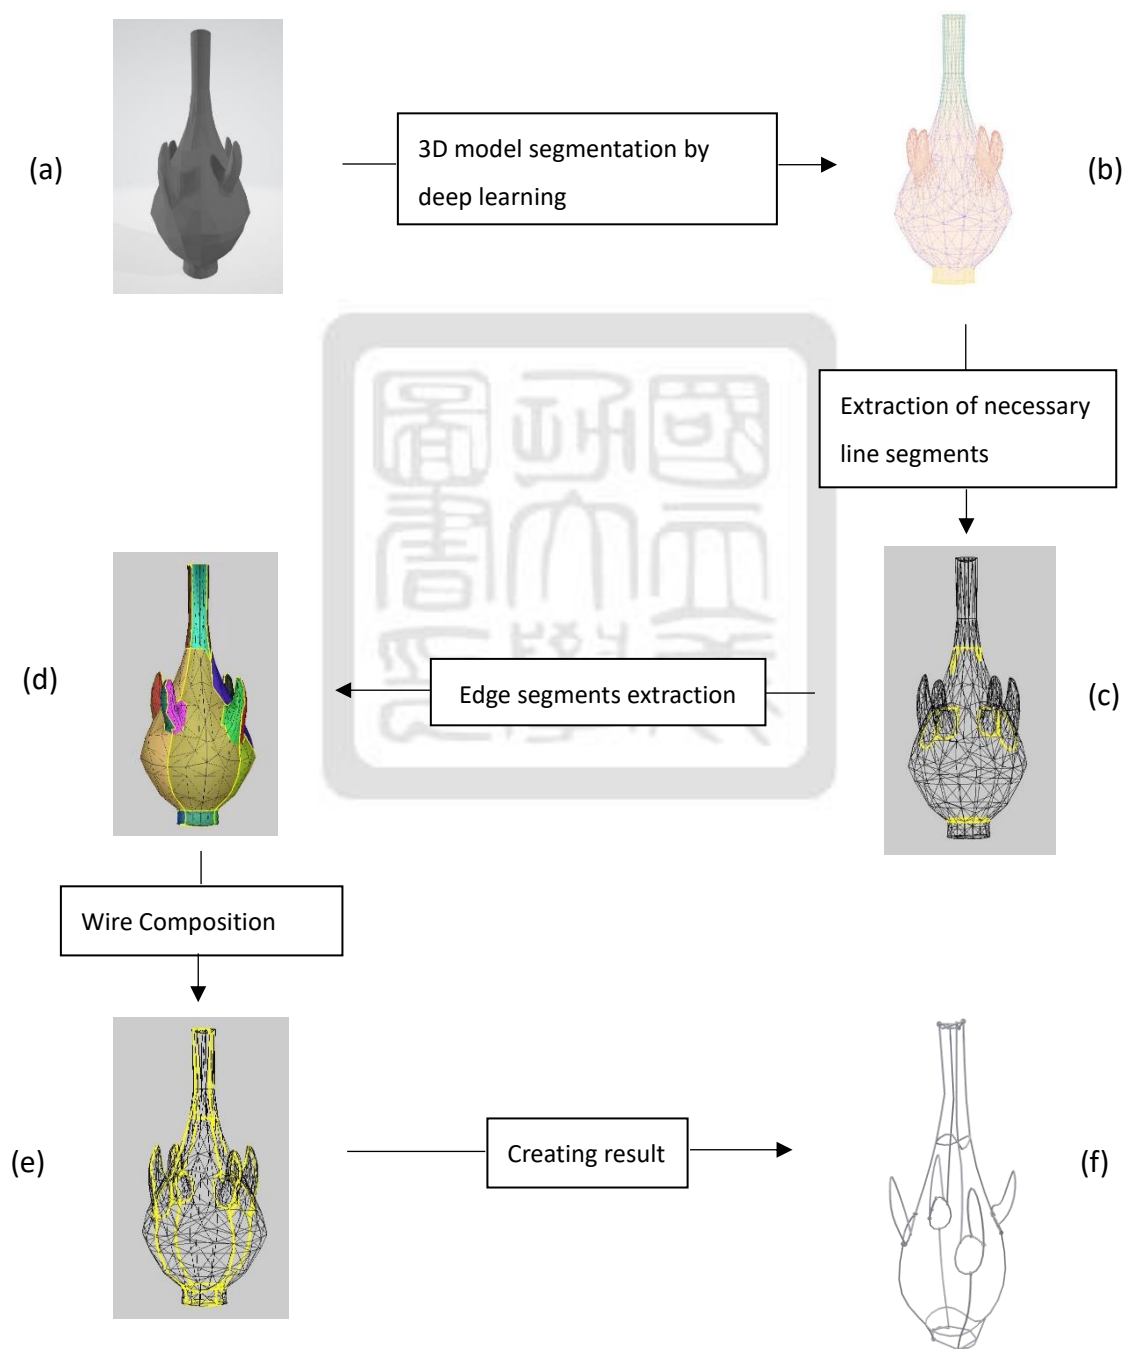 (a)
3D model segmentation by
deep learning
(b)
Extraction of necessary
line segments
(c)
Edge segments extraction
(d)
Wire Composition
(e)
Creating result
(f)